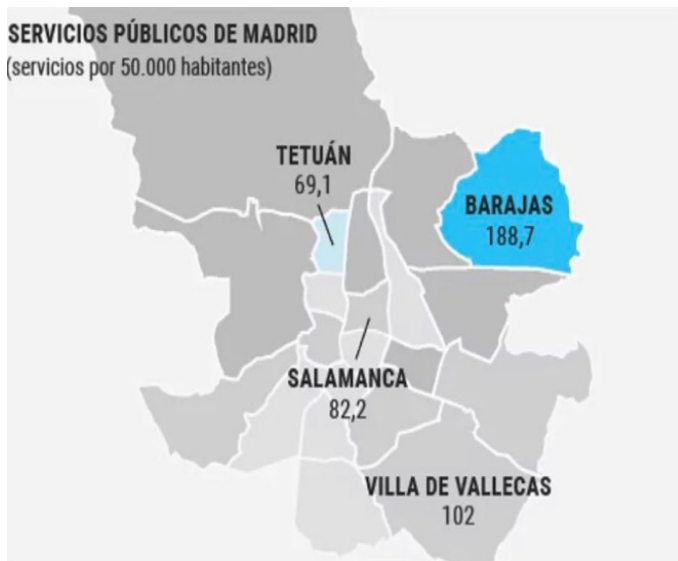 SERVICIOS PÚBLICOS DE MADRID
(servicios por 50.000 habitantes)
TETUÁN
69,1
BARAJAS
188,7
SALAMANCA
82,2
VILLA DE VALLECAS
102